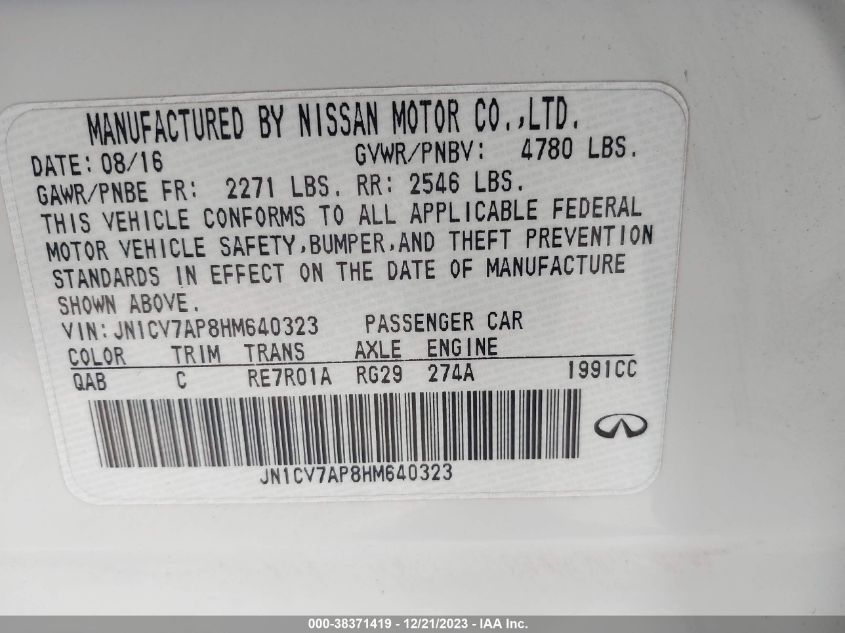 MANUFACTURED BY NISSAN MOTOR CO.,LTD.
DATE: 08/16 GVWR/PNBV: 4780 LBS.
GAWR/PNBE FR: 2271 LBS. RR: 2546 LBS.
THIS VEHICLE CONFORMS TO ALL APPLICABLE FEDERAL
MOTOR VEHICLE SAFETY,BUMPER,AND THEFT PREVENTION
STANDARDS IN EFFECT ON THE DATE OF MANUFACTURE
SHOWN ABOVE.
VIN: JN1CV7AP8HM640323 PASSENGER CAR
COLOR TRIM TRANS AXLE ENGINE
QAB C RE7R01A RG29 274A 1991CC
JN1CV7AP8HM640323
000-38371419 - 12/21/2023 - IAA Inc.